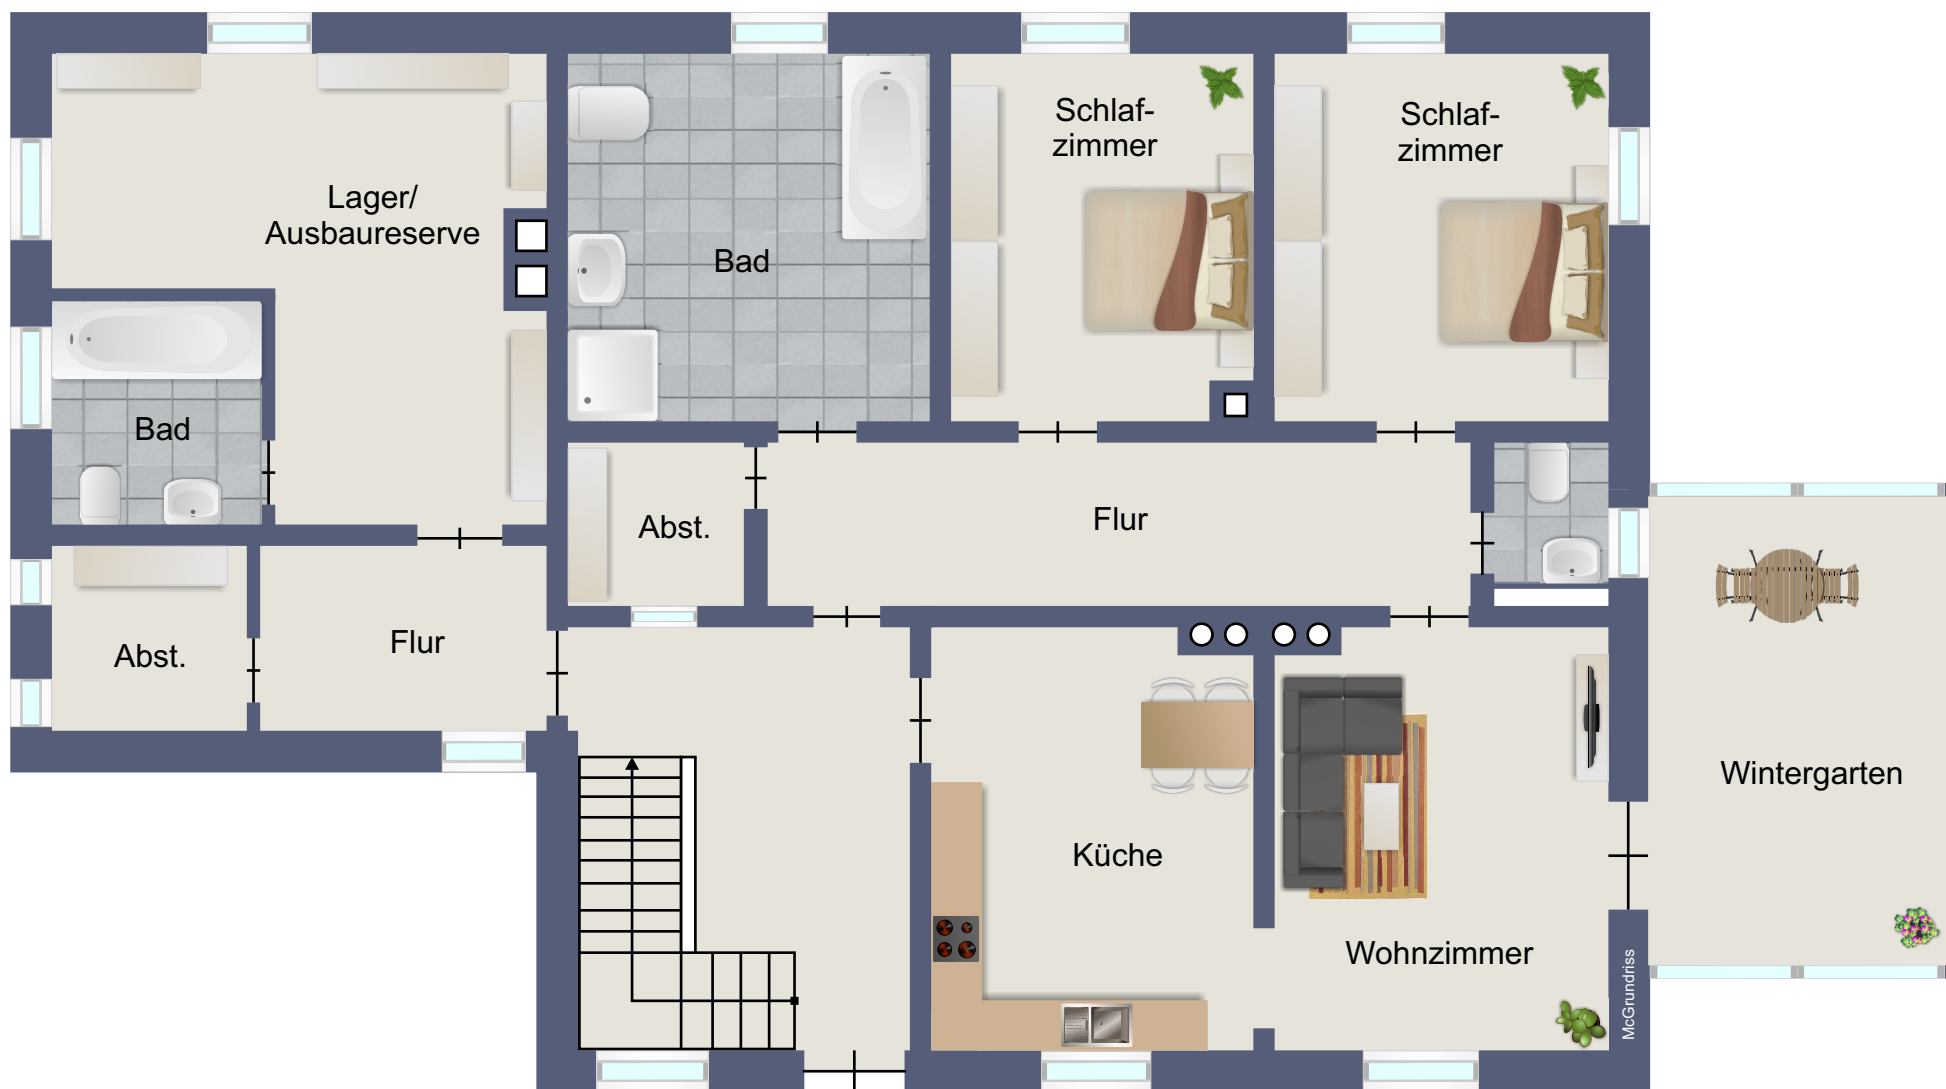 Schlaf-
zimmer
Schlaf-
zimmer
Lager/
Ausbaureserve
Bad
Bad
Abst.
Flur
Abst.
Flur
Küche
Wohnzimmer
Wintergarten
McGrundriss